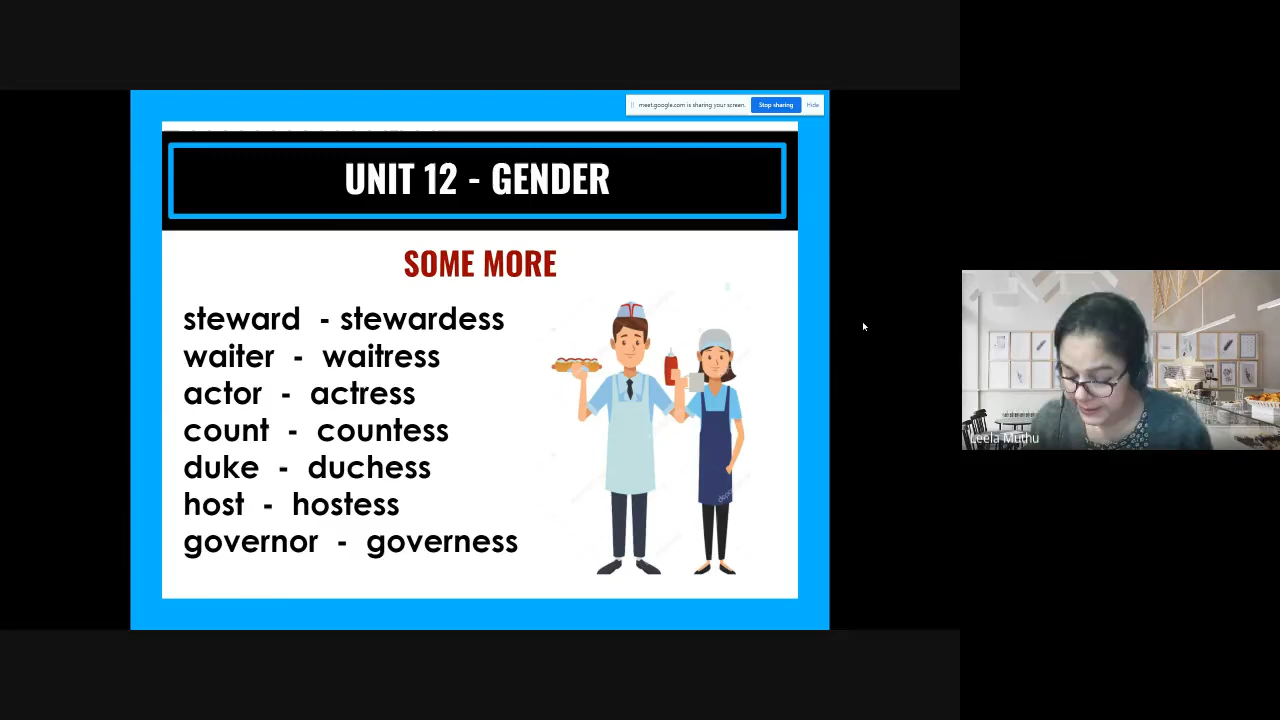 meet.google.com is sharing your screen. Stop sharing Hide
UNIT 12 - GENDER
SOME MORE
steward - stewardess
waiter - waitress
actor - actress
count - countess
duke - duchess
host - hostess
governor - governess
Leela Muthu